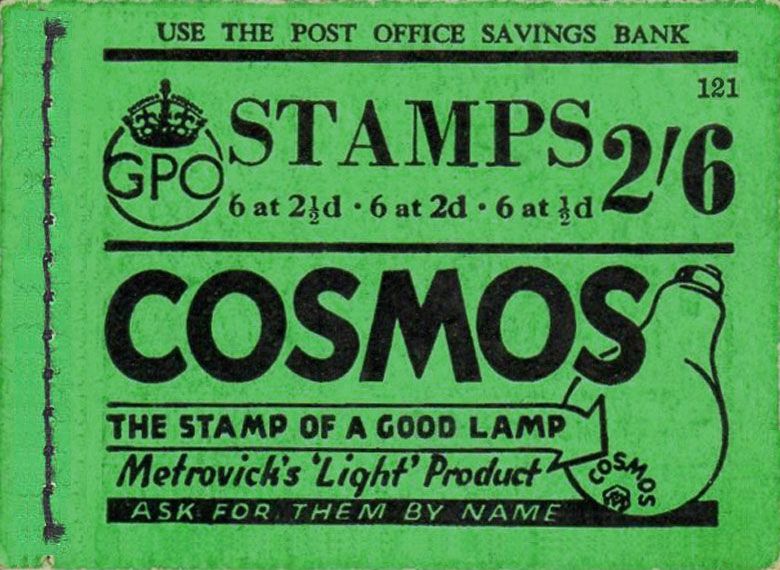 USE THE POST OFFICE SAVINGS BANK
121
GPO
STAMPS 2/6
6 at 2½d · 6 at 2d · 6 at ½d
COSMOS
THE STAMP OF A GOOD LAMP
Metrovick's 'Light' Product
COSMOS
ASK FOR THEM BY NAME